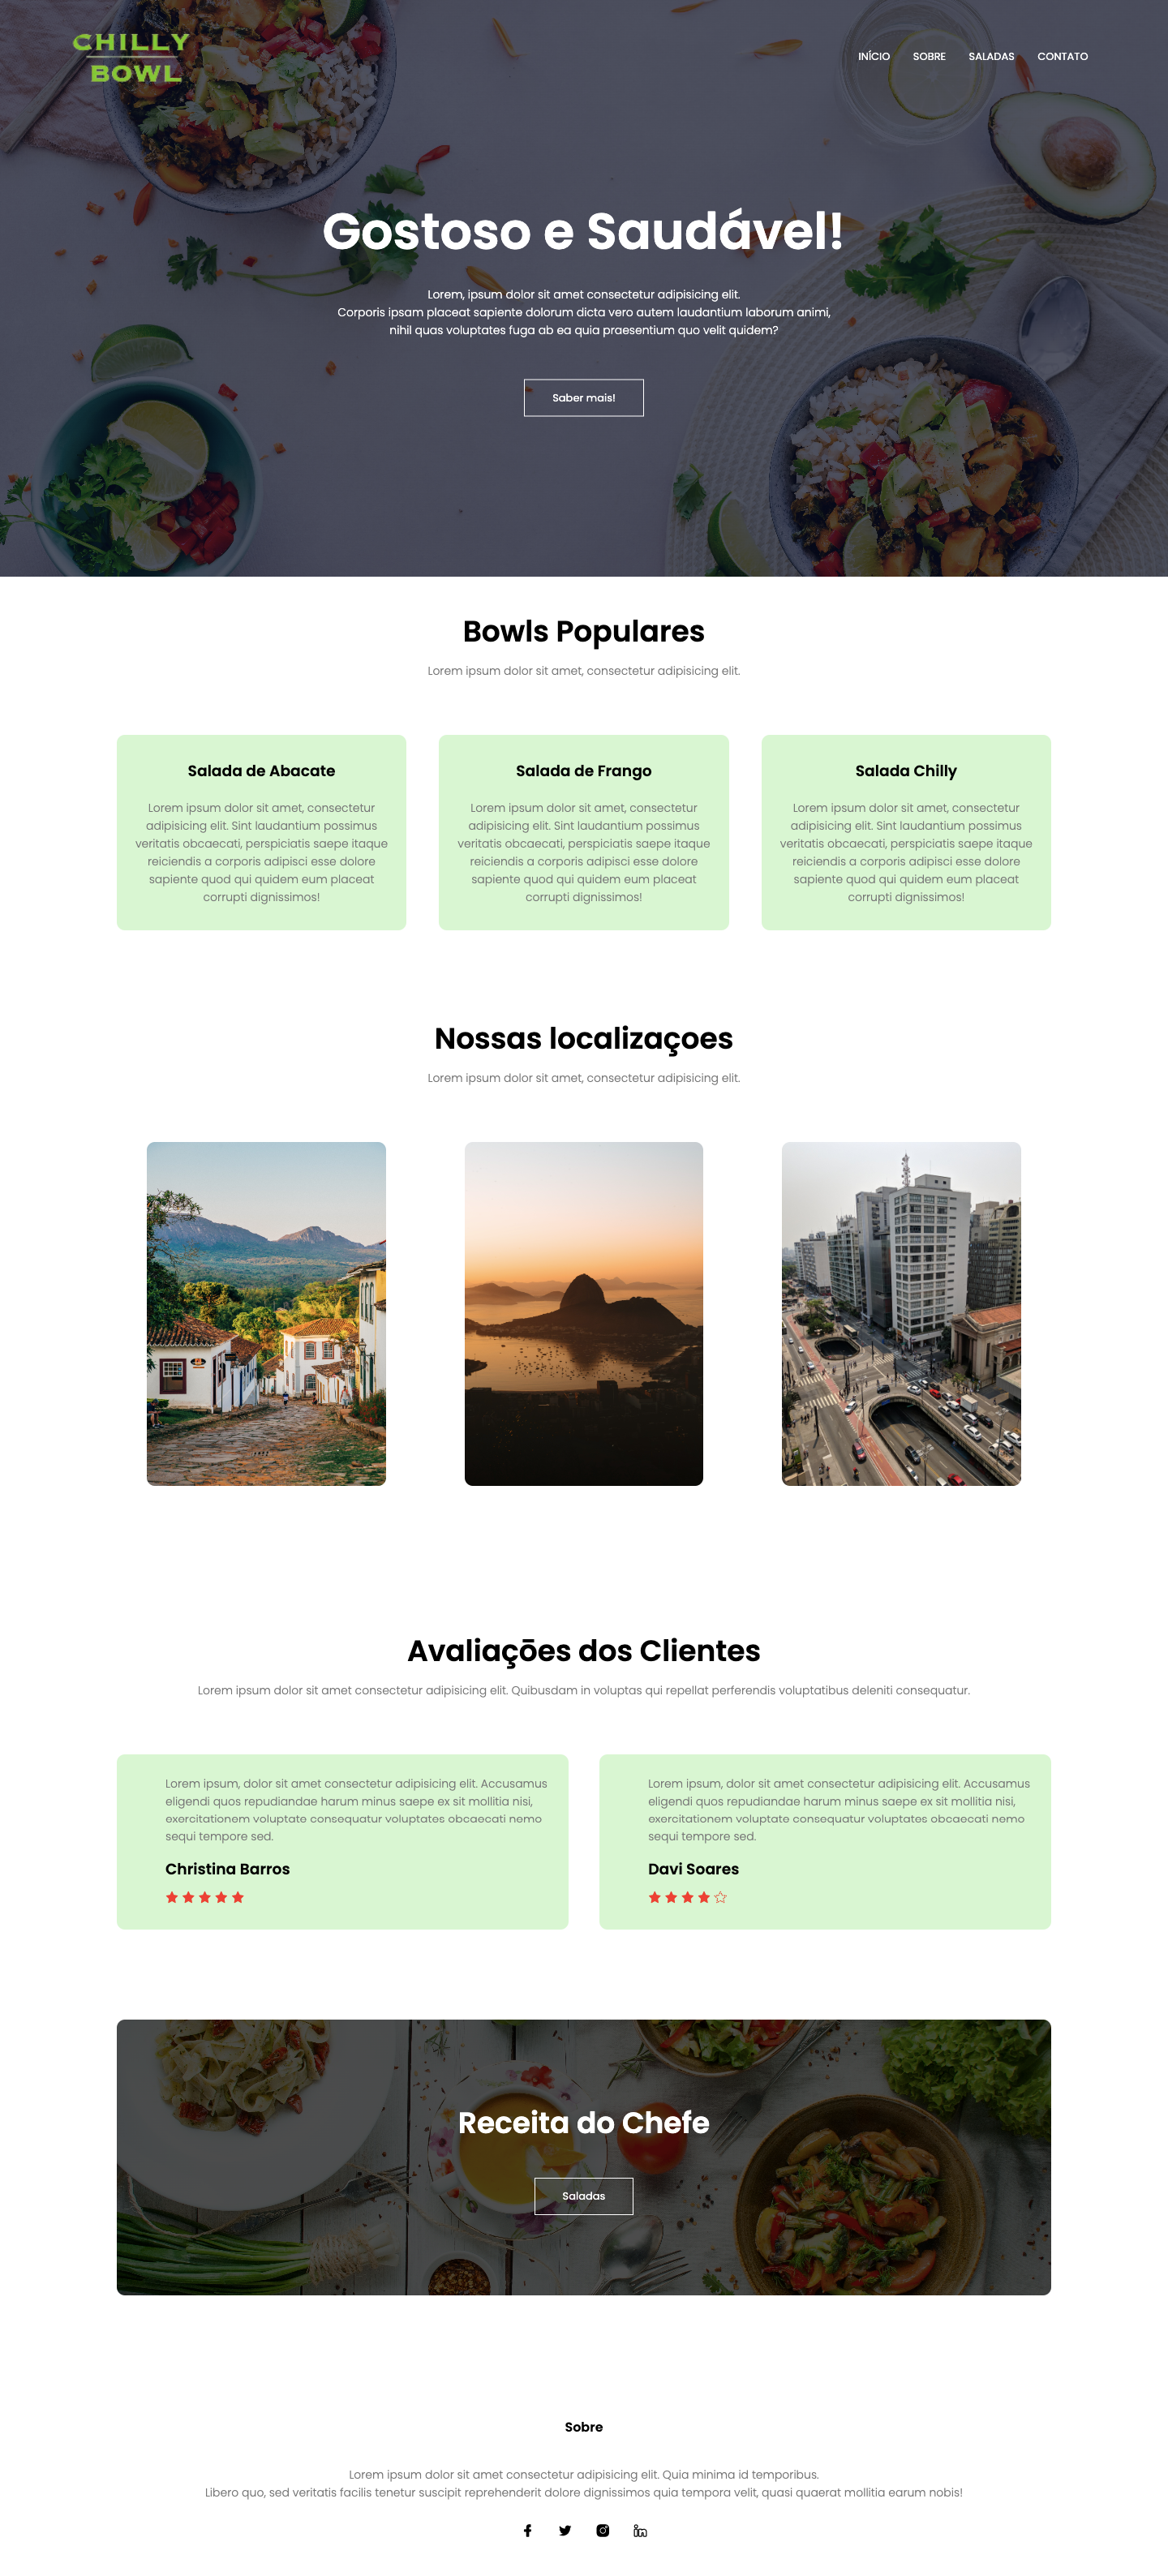 CHILLY
BOWL
INÍCIO SOBRE SALADAS CONTATO
Gostoso e Saudável!
Lorem, ipsum dolor sit amet consectetur adipisicing elit.
Corporis ipsam placeat sapiente dolorum dicta vero autem laudantium laborum animi,
nihil quas voluptates fuga ab ea quia praesentium quo velit quidem?
Saber mais!
Bowls Populares
Lorem ipsum dolor sit amet, consectetur adipisicing elit.
Salada de Abacate
Lorem ipsum dolor sit amet, consectetur
adipisicing elit. Sint laudantium possimus
veritatis obcaecati, perspiciatis saepe itaque
reiciendis a corporis adipisci esse dolore
sapiente quod qui quidem eum placeat
corrupti dignissimos!
Salada de Frango
Lorem ipsum dolor sit amet, consectetur
adipisicing elit. Sint laudantium possimus
veritatis obcaecati, perspiciatis saepe itaque
reiciendis a corporis adipisci esse dolore
sapiente quod qui quidem eum placeat
corrupti dignissimos!
Salada Chilly
Lorem ipsum dolor sit amet, consectetur
adipisicing elit. Sint laudantium possimus
veritatis obcaecati, perspiciatis saepe itaque
reiciendis a corporis adipisci esse dolore
sapiente quod qui quidem eum placeat
corrupti dignissimos!
Nossas localizaçoes
Lorem ipsum dolor sit amet, consectetur adipisicing elit.
Avaliações dos Clientes
Lorem ipsum dolor sit amet consectetur adipisicing elit. Quibusdam in voluptas qui repellat perferendis voluptatibus deleniti consequatur.
Lorem ipsum, dolor sit amet consectetur adipisicing elit. Accusamus
eligendi quos repudiandae harum minus saepe ex sit mollitia nisi,
exercitationem voluptate consequatur voluptates obcaecati nemo
sequi tempore sed.
Christina Barros
Lorem ipsum, dolor sit amet consectetur adipisicing elit. Accusamus
eligendi quos repudiandae harum minus saepe ex sit mollitia nisi,
exercitationem voluptate consequatur voluptates obcaecati nemo
sequi tempore sed.
Davi Soares
Receita do Chefe
Saladas
Sobre
Lorem ipsum dolor sit amet consectetur adipisicing elit. Quia minima id temporibus.
Libero quo, sed veritatis facilis tenetur suscipit reprehenderit dolore dignissimos quia tempora velit, quasi quaerat mollitia earum nobis!